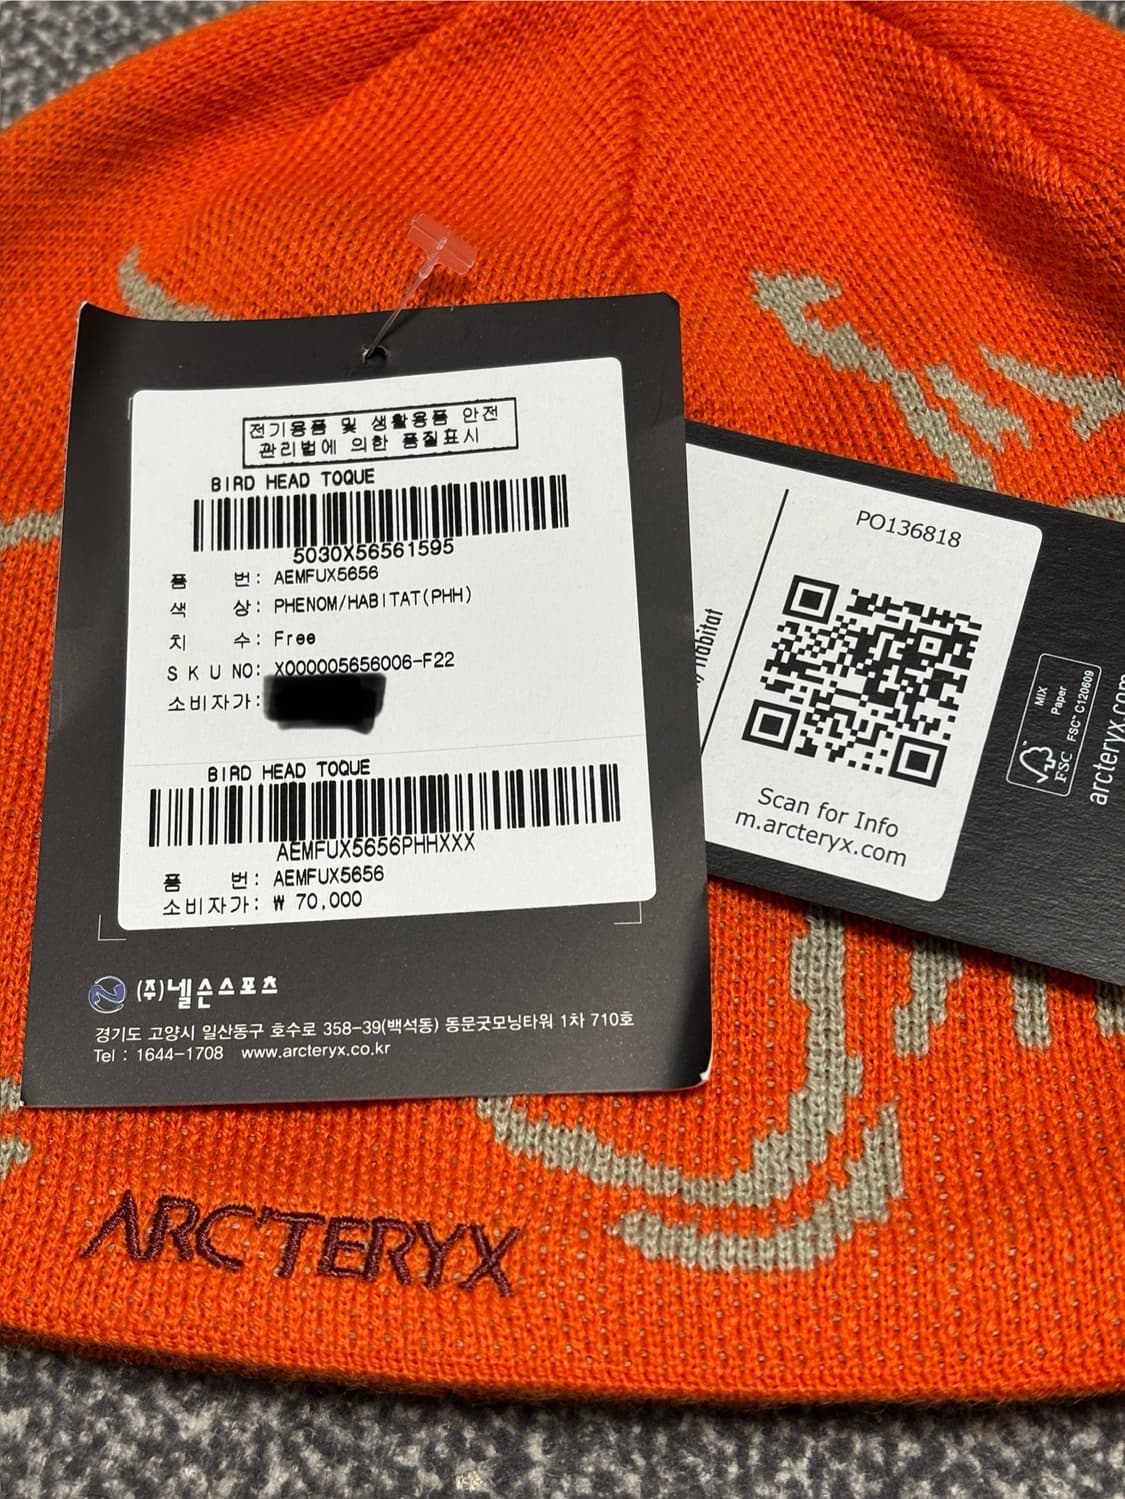 전기용품 및 생활용품 안전
관리법에 의한 품질표시
BIRD HEAD TOQUE
5030X56561595
품 번: AEMFUX5656
색 상: PHENOM/HABITAT(PHH)
치 수: Free
S K U NO: X000005656006-F22
소비자가:
BIRD HEAD TOQUE
AEMFUX5656PHHXXX
품 번: AEMFUX5656
소비자가: ₩ 70,000
(주)넬슨스포츠
경기도 고양시 일산동구 호수로 358-39(백석동) 동문굿모닝타워 1차 710호
Tel : 1644-1708 www.arcteryx.co.kr
/Habitat
PO136818
Scan for Info
m.arcteryx.com
MIX
Paper
FSC™ C120609
FSC
arcteryx.com
ARC'TERYX